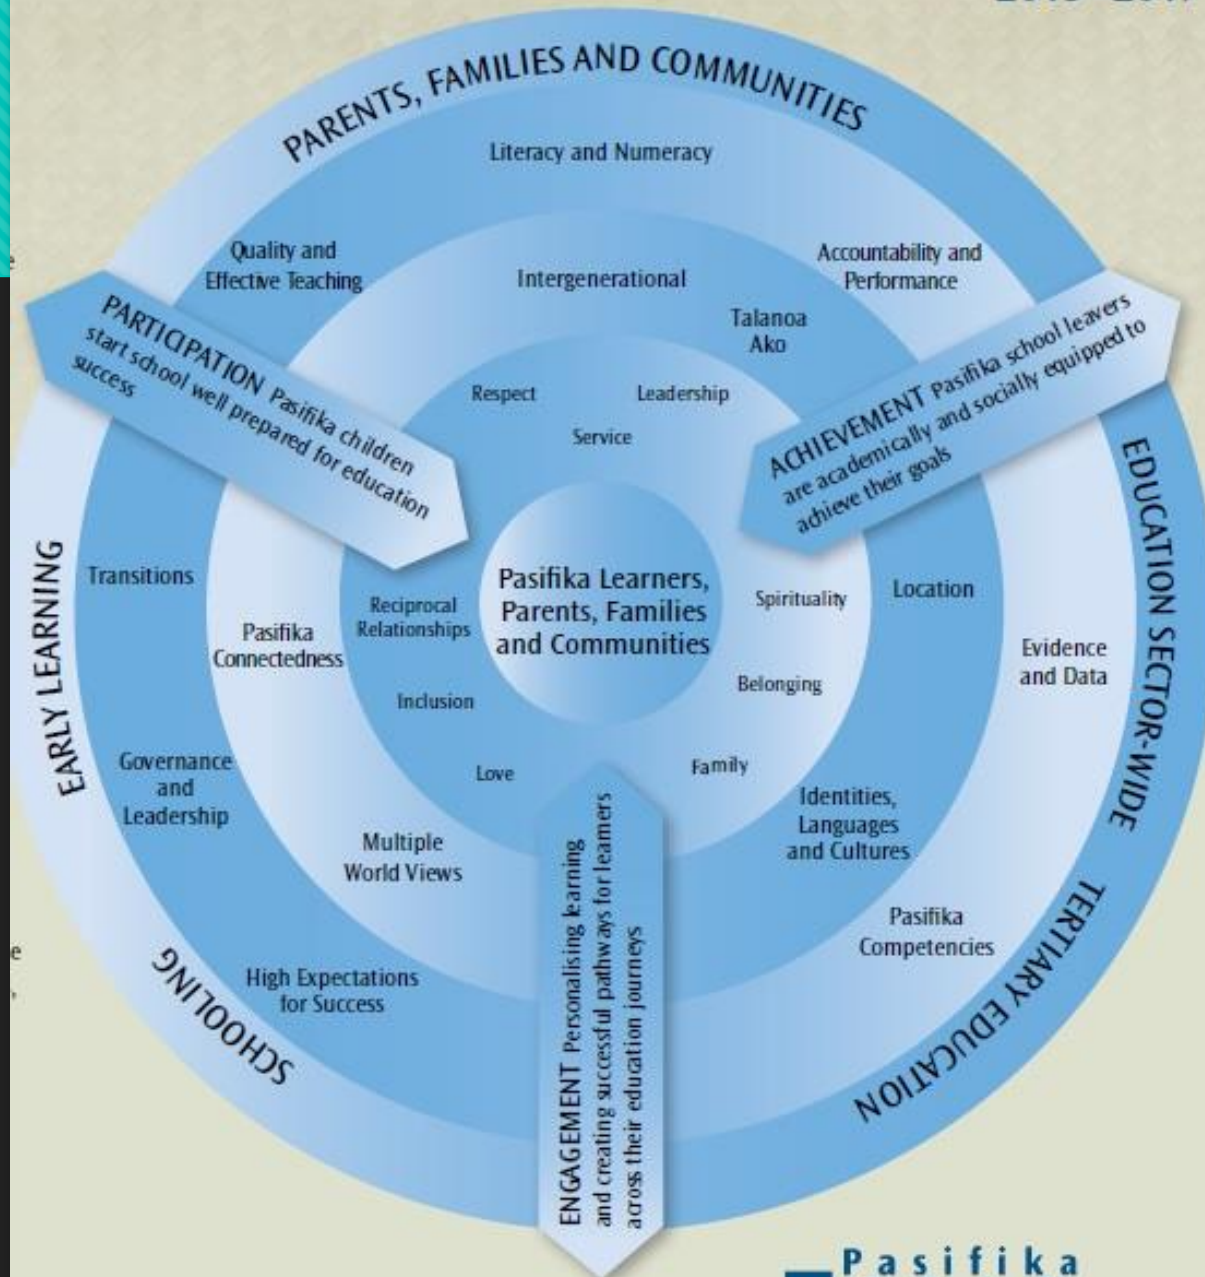 PARENTS, FAMILIES AND COMMUNITIES
Literacy and Numeracy
Quality and
Effective Teaching
Accountability and
Performance
Intergenerational
Talanoa
Ako
PARTICIPATION Pasifika children
start school well prepared for education
success
ACHIEVEMENT Pasifika school leavers
are academically and socially equipped to
achieve their goals
Respect
Leadership
Service
EARLY LEARNING
Transitions
Pasifika
Connectedness
Reciprocal
Relationships
Pasifika Learners,
Parents, Families
and Communities
Spirituality
Location
Evidence
and Data
EDUCATION SECTOR-WIDE
Inclusion
Belonging
Love
Family
Governance
and
Leadership
Multiple
World Views
Identities,
Languages
and Cultures
High Expectations
for Success
Pasifika
Competencies
SCHOOLING
TERTIARY EDUCATION
ENGAGEMENT Personalising learning
and creating successful pathways for learners
across their education journeys
Pasifika